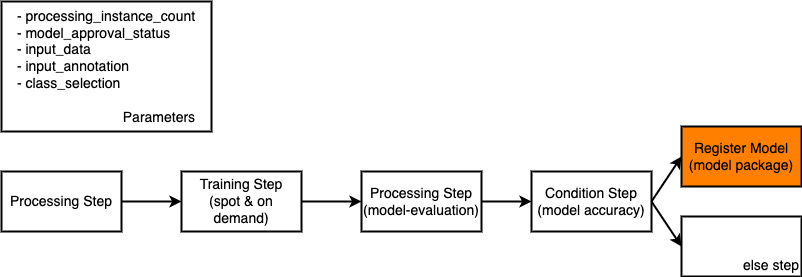 - processing_instance_count
- model_approval_status
- input_data
- input_annotation
- class_selection
Parameters
Processing Step
Training Step
(spot & on
demand)
Processing Step
(model-evaluation)
Condition Step
(model accuracy)
Register Model
(model package)
else step